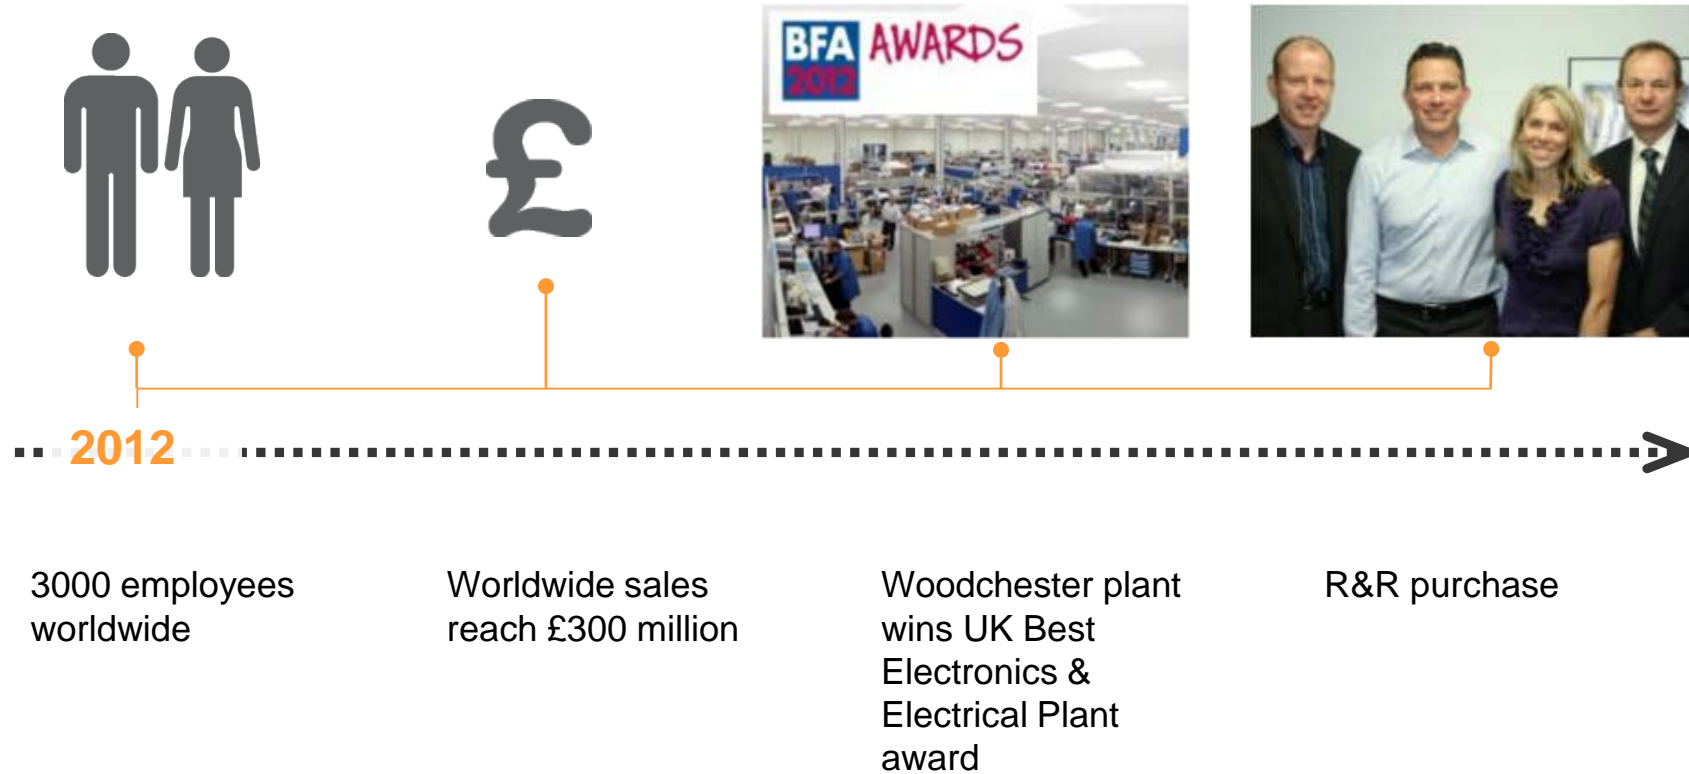 BFA AWARDS
2012
£
2012
3000 employees
worldwide
Worldwide sales
reach £300 million
Woodchester plant
wins UK Best
Electronics &
Electrical Plant
award
R&R purchase